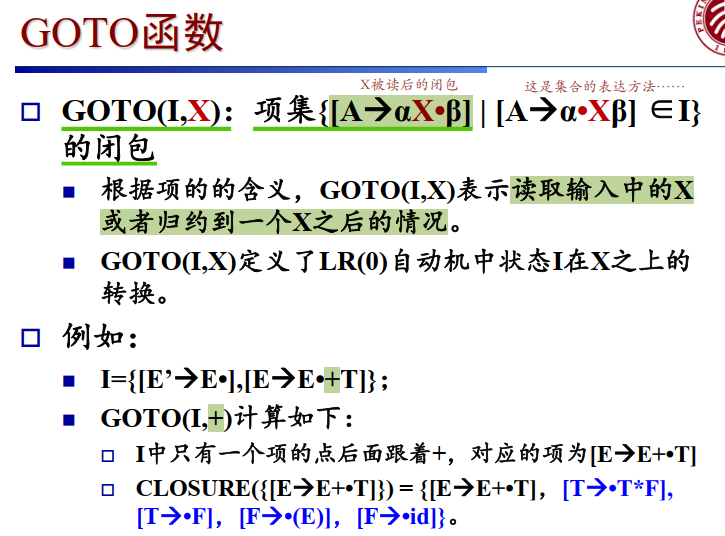 GOTO函数
X被读后的闭包
这是集合的表达方法······
GOTO(I,X)：项集{[A→αX•β] | [A→α•Xβ] ∈I}
的闭包
根据项的的含义，GOTO(I,X)表示读取输入中的X
或者归约到一个X之后的情况。
GOTO(I,X)定义了LR(0)自动机中状态I在X之上的
转换。
例如：
I={[E’→E•],[E→E•+T]}；
GOTO(I,+)计算如下：
I中只有一个项的点后面跟着+，对应的项为[E→E+•T]
CLOSURE({[E→E+•T]}) = {[E→E+•T]，[T→•T*F],
[T→•F]，[F→•(E)]，[F→•id]}。